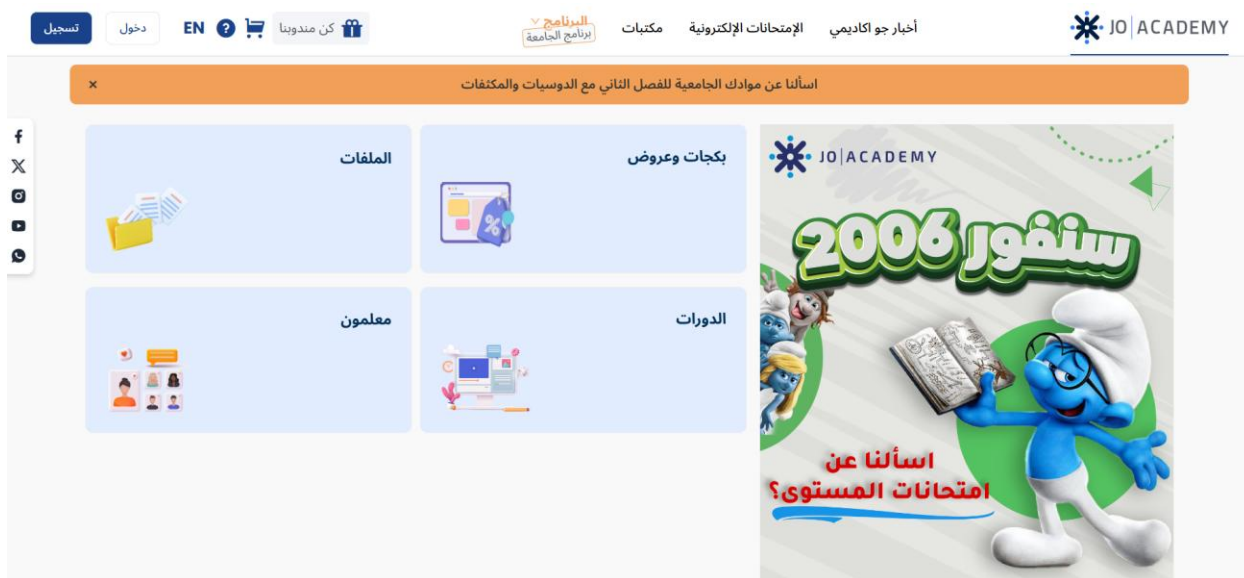 JO ACADEMY
أخبار جو اكاديمي
الإمتحانات الإلكترونية
مكتبات
البرنامج
برنامج الجامعة
كن مندوبنا
EN
دخول
تسجيل
اسألنا عن موادك الجامعية للفصل الثاني مع الدوسيات والمكثفات
JO ACADEMY
سنفور 2006
اسألنا عن
امتحانات المستوى؟
بكجات وعروض
الملفات
الدورات
معلمون